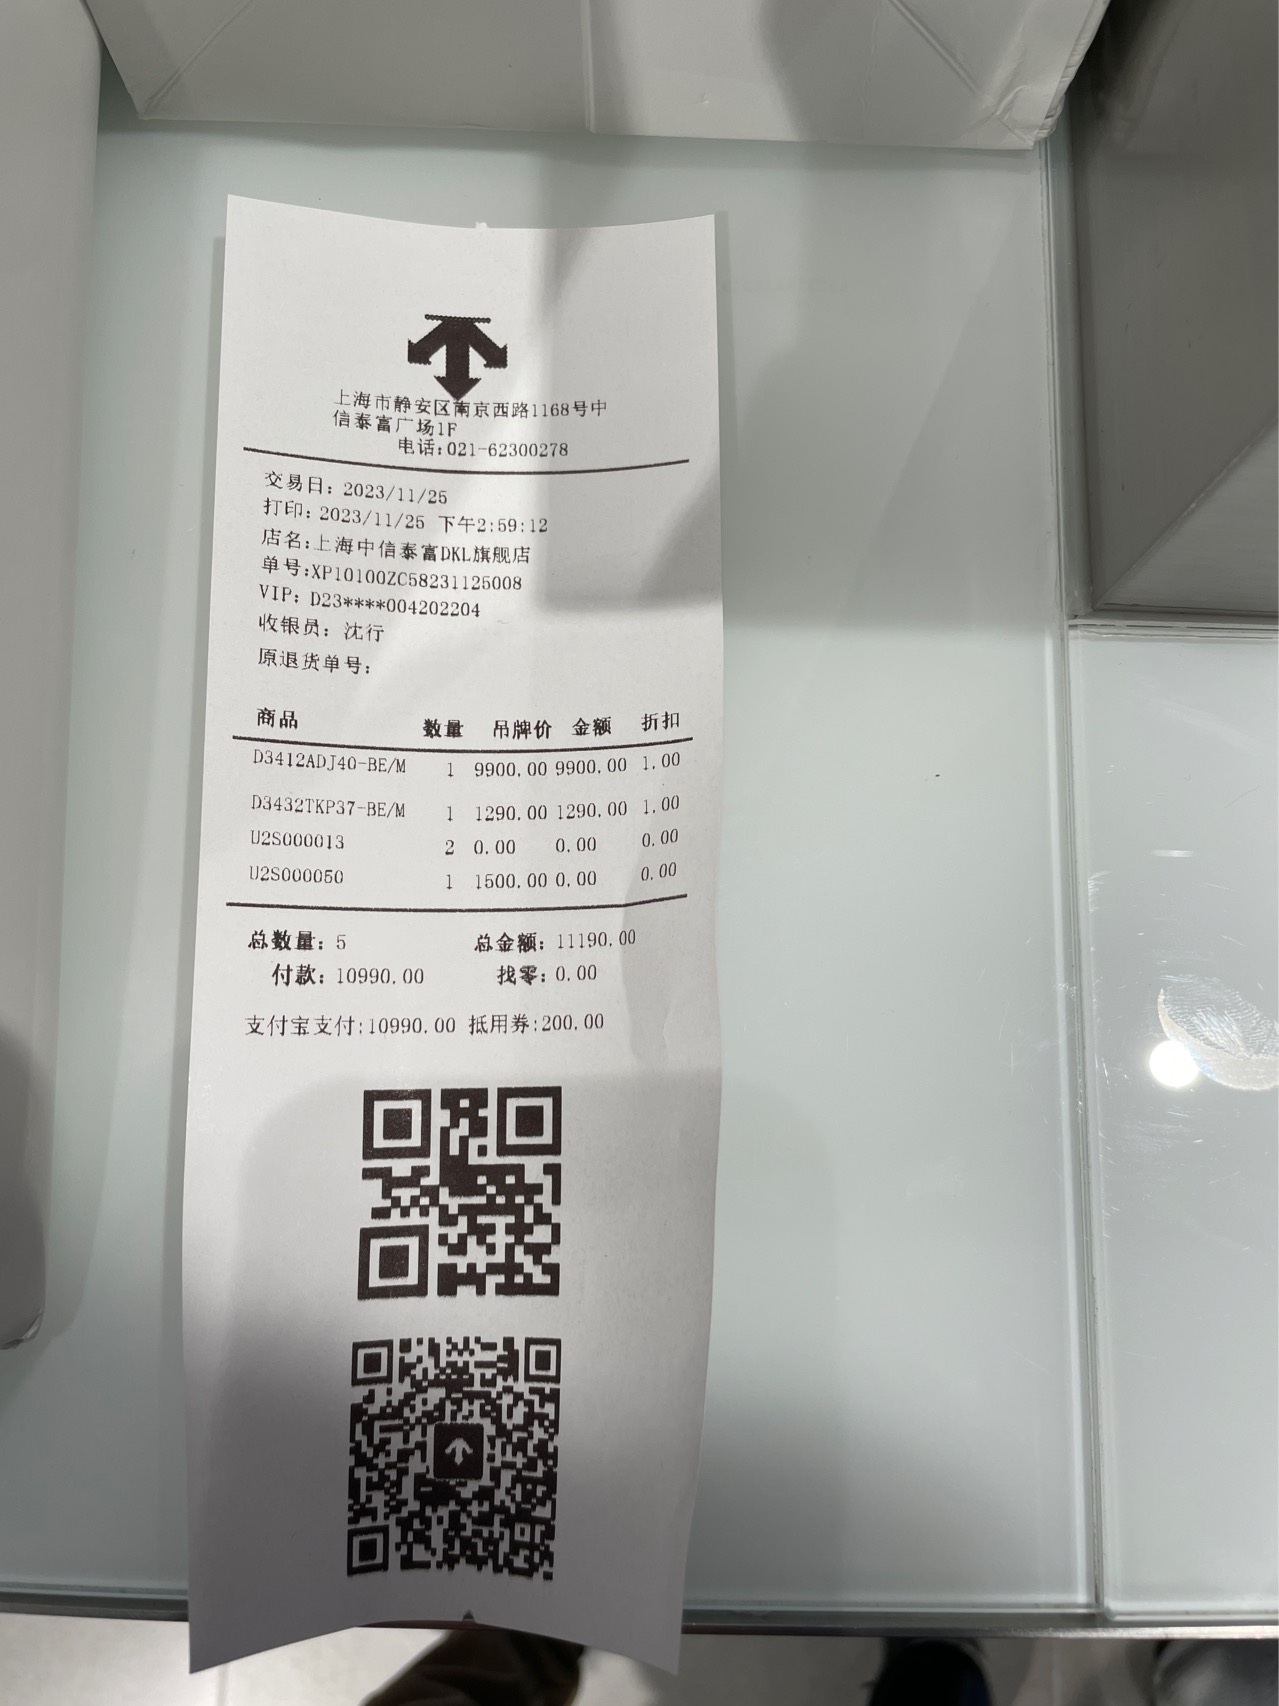 上海市静安区南京西路1168号中
信泰富广场1F
电话:021-62300278
交易日: 2023/11/25
打印: 2023/11/25 下午2:59:12
店名:上海中信泰富DKL旗舰店
单号:XP10100ZC58231125008
VIP: D23****004202204
收银员: 沈行
原退货单号:
商品 数量 吊牌价 金额 折扣
D3412ADJ40-BE/M 1 9900.00 9900.00 1.00
D3432TKP37-BE/M 1 1290.00 1290.00 1.00
U2S000013 2 0.00 0.00 0.00
U2S000050 1 1500.00 0.00 0.00
总数量: 5 总金额: 11190.00
付款: 10990.00 找零: 0.00
支付宝支付:10990.00 抵用券:200.00